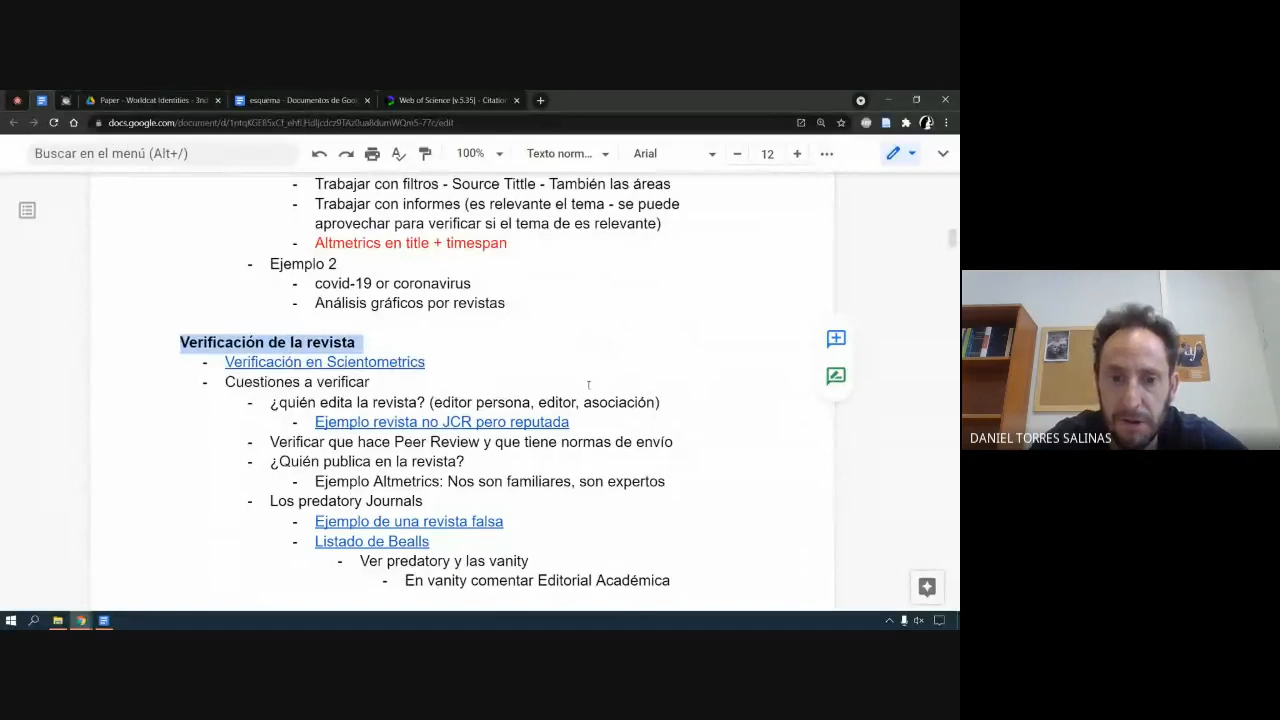 Paper - Worldcat Identities - 3nd
esquema - Documentos de Goo
Web of Science [v.5.35] - Citation
Buscar en el menú (Alt+/)
100%
Texto norm...
Arial
12
- Trabajar con filtros - Source Tittle - También las áreas
- Trabajar con informes (es relevante el tema - se puede
aprovechar para verificar si el tema de es relevante)
- Altmetrics en title + timespan
- Ejemplo 2
- covid-19 or coronavirus
- Análisis gráficos por revistas
Verificación de la revista
- Verificación en Scientometrics
- Cuestiones a verificar
- ¿quién edita la revista? (editor persona, editor, asociación)
- Ejemplo revista no JCR pero reputada
- Verificar que hace Peer Review y que tiene normas de envío
- ¿Quién publica en la revista?
- Ejemplo Altmetrics: Nos son familiares, son expertos
- Los predatory Journals
- Ejemplo de una revista falsa
- Listado de Bealls
- Ver predatory y las vanity
- En vanity comentar Editorial Académica
DANIEL TORRES SALINAS